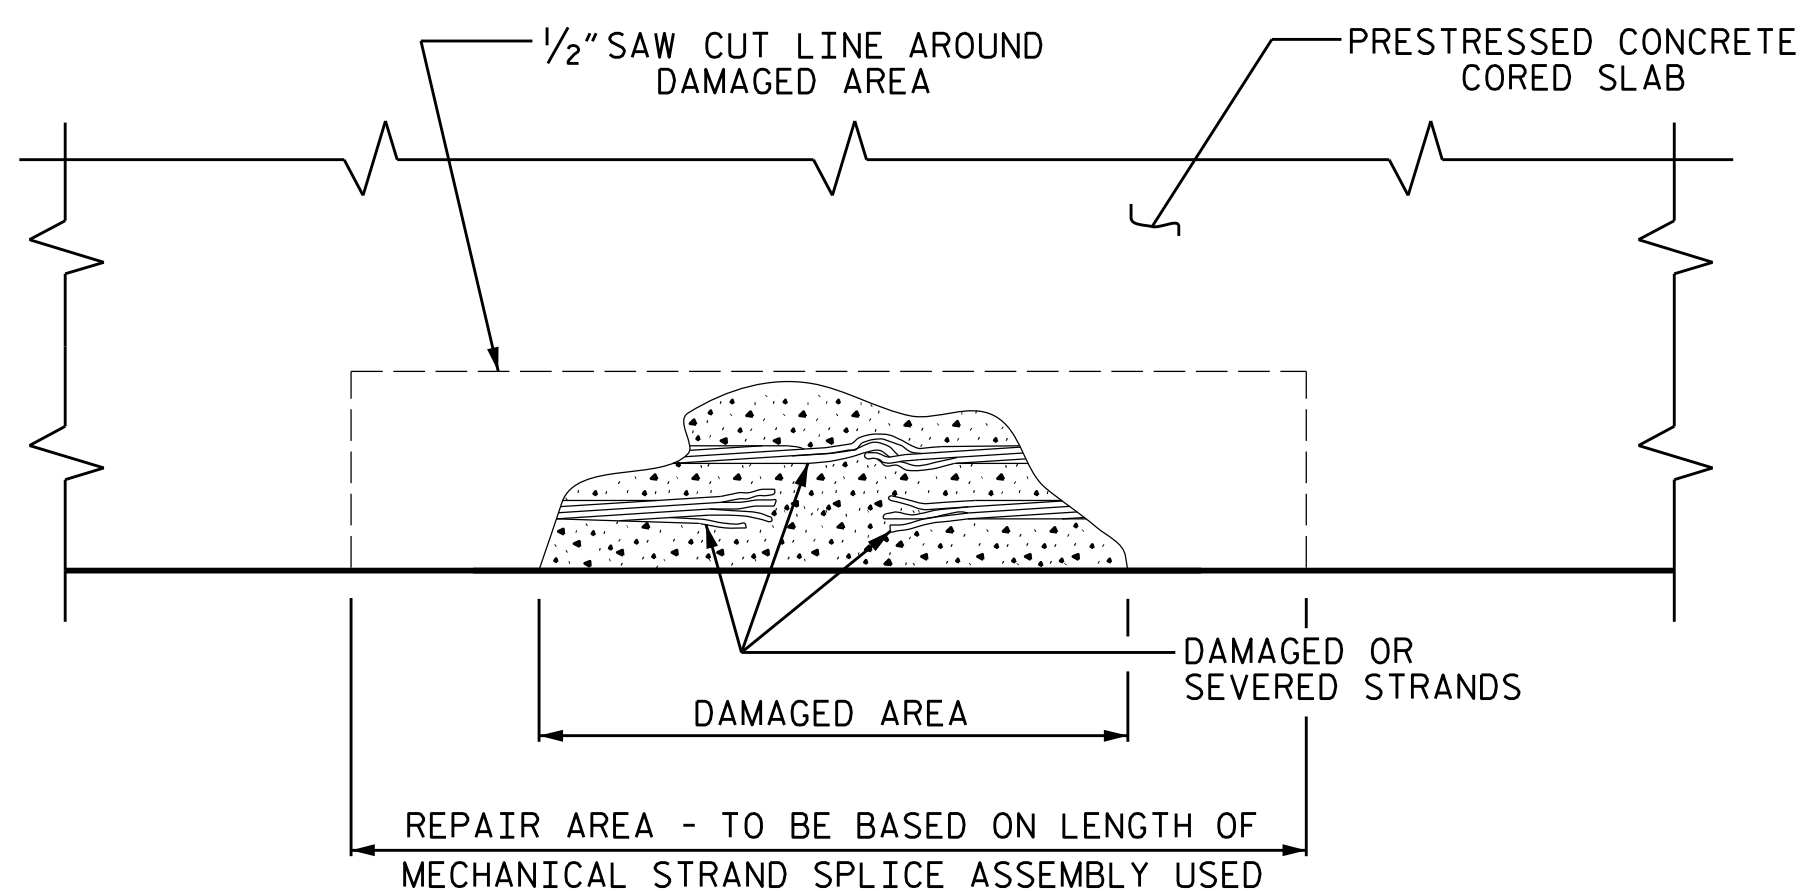 ½" SAW CUT LINE AROUND
DAMAGED AREA
PRESTRESSED CONCRETE
CORED SLAB
DAMAGED OR
SEVERED STRANDS
DAMAGED AREA
REPAIR AREA - TO BE BASED ON LENGTH OF
MECHANICAL STRAND SPLICE ASSEMBLY USED